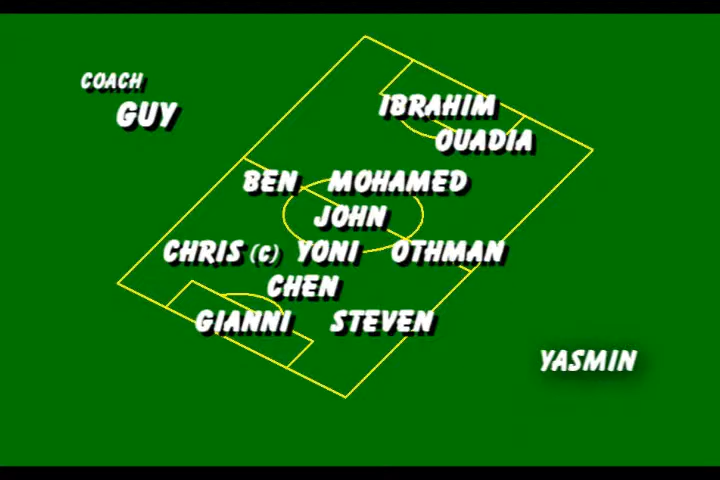 COACH
GUY
IBRAHIM
OUADIA
BEN MOHAMED
JOHN
CHRIS (C) YONI OTHMAN
CHEN
GIANNI STEVEN
YASMIN